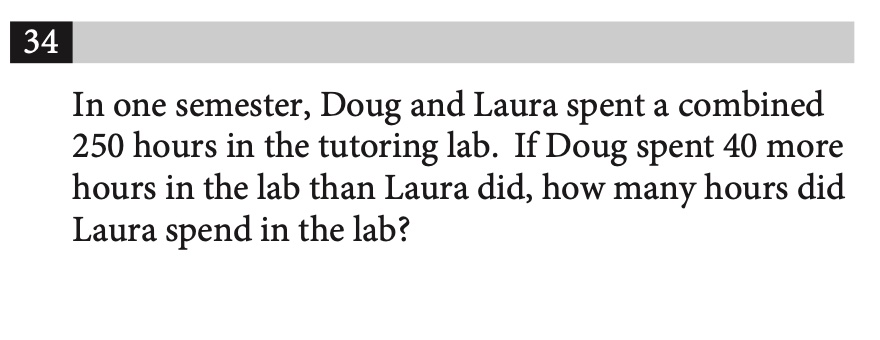 34
In one semester, Doug and Laura spent a combined
250 hours in the tutoring lab. If Doug spent 40 more
hours in the lab than Laura did, how many hours did
Laura spend in the lab?